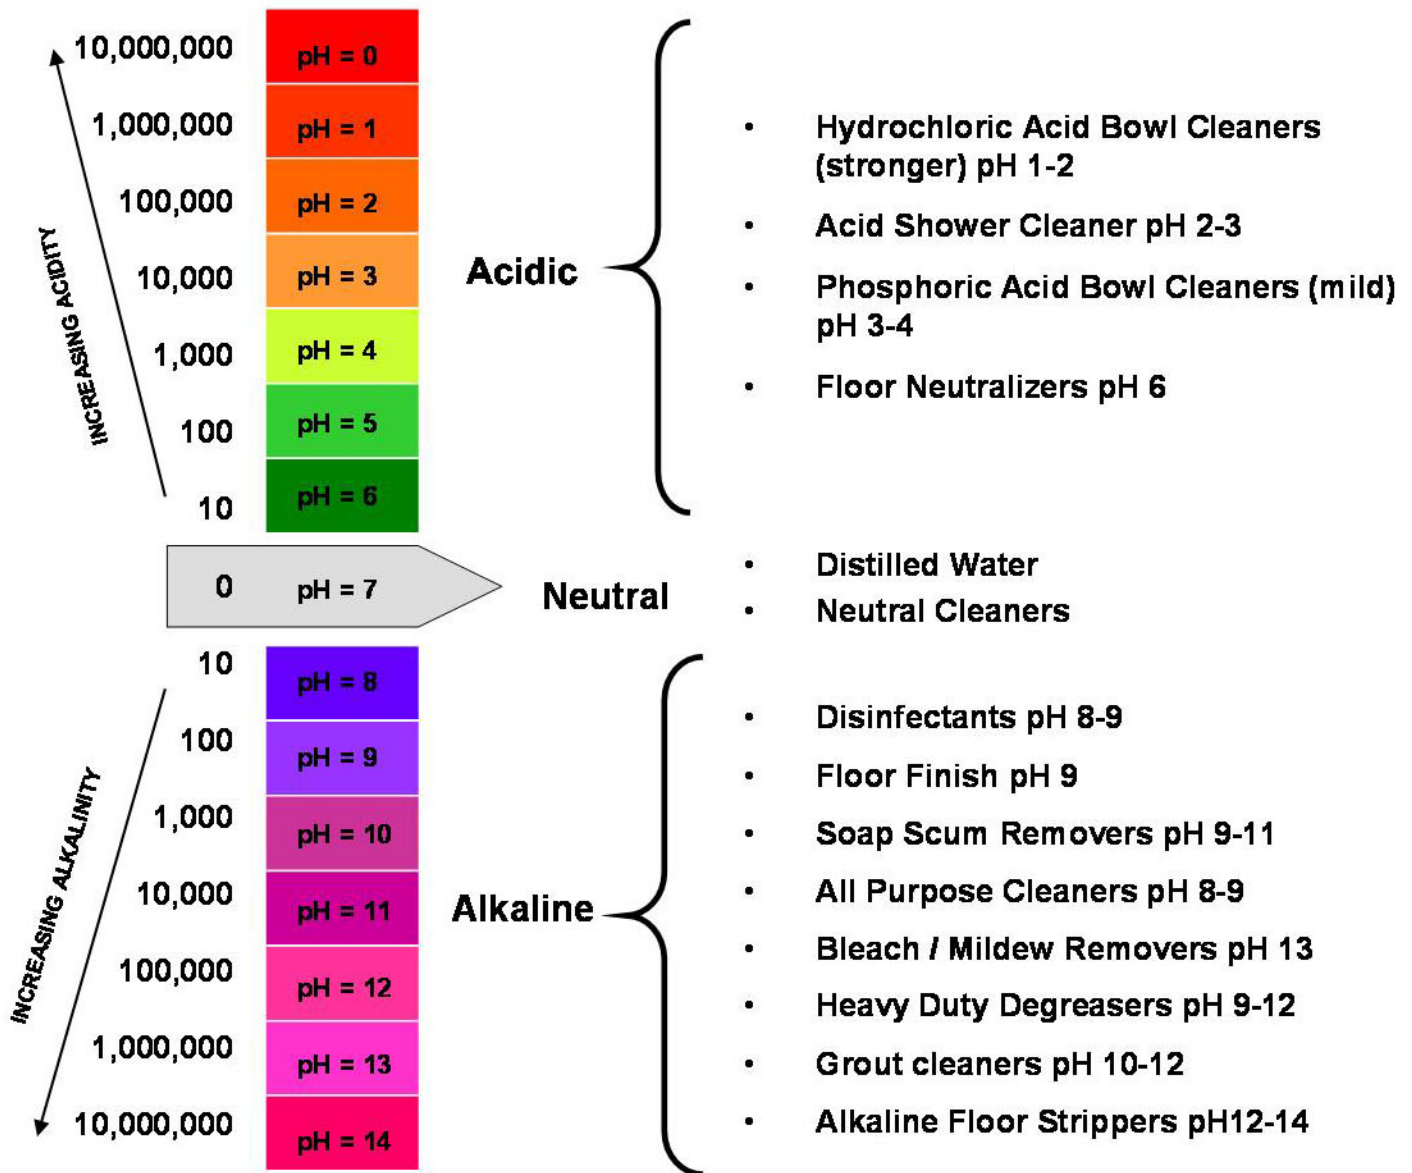 10,000,000 pH = 0
1,000,000 pH = 1
100,000 pH = 2
10,000 pH = 3
1,000 pH = 4
100 pH = 5
10 pH = 6
INCREASING ACIDITY
Acidic
• Hydrochloric Acid Bowl Cleaners
(stronger) pH 1-2
• Acid Shower Cleaner pH 2-3
• Phosphoric Acid Bowl Cleaners (mild)
pH 3-4
• Floor Neutralizers pH 6
0 pH = 7 Neutral
• Distilled Water
• Neutral Cleaners
10 pH = 8
100 pH = 9
1,000 pH = 10
10,000 pH = 11
100,000 pH = 12
1,000,000 pH = 13
10,000,000 pH = 14
INCREASING ALKALINITY
Alkaline
• Disinfectants pH 8-9
• Floor Finish pH 9
• Soap Scum Removers pH 9-11
• All Purpose Cleaners pH 8-9
• Bleach / Mildew Removers pH 13
• Heavy Duty Degreasers pH 9-12
• Grout cleaners pH 10-12
• Alkaline Floor Strippers pH12-14